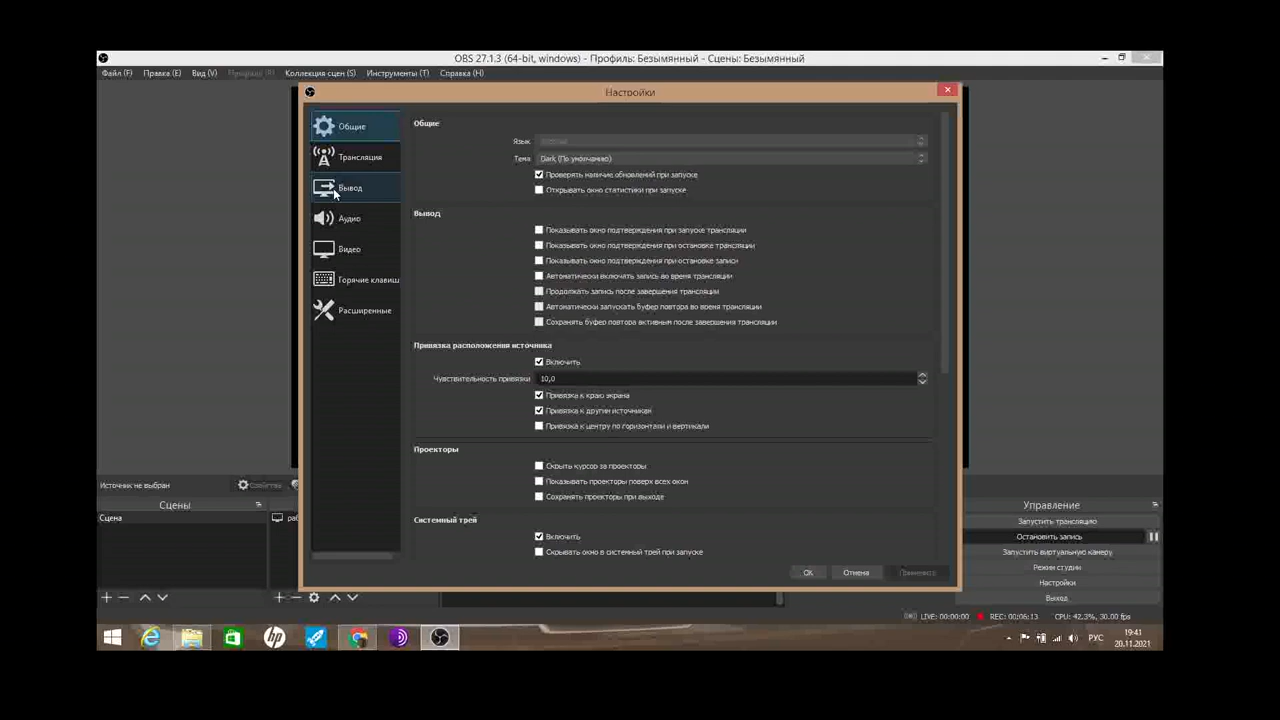 OBS 27.1.3 (64-bit, windows) - Профиль: Безымянный - Сцены: Безымянный
Файл (F) Правка (E) Вид (V) Коллекция сцен (S) Инструменты (T) Справка (H)
Настройки
Общие
Трансляция
Вывод
Аудио
Видео
Горячие клавиш
Расширенные
Общие
Язык
Тема Dark (По умолчанию)
Проверять наличие обновлений при запуске
Открывать окно статистики при запуске
Вывод
Показывать окно подтверждения при запуске трансляции
Показывать окно подтверждения при остановке трансляции
Показывать окно подтверждения при остановке записи
Автоматически включать запись во время трансляции
Продолжать запись после завершения трансляции
Автоматически запускать буфер повтора во время трансляции
Сохранять буфер повтора активным после завершения трансляции
Привязка расположения источника
Включить
Чувствительность привязки 10,0
Привязка к краю экрана
Привязка к другим источникам
Привязка к центру по горизонтали и вертикали
Проекторы
Скрыть курсор за проекторы
Показывать проекторы поверх всех окон
Сохранять проекторы при выходе
Системный трей
Включить
Скрывать окно в системный трей при запуске
OK Отмена Применить
Источник не выбран Свойства
Сцены
Сцена
раб
Управление
Запустить трансляцию
Остановить запись
Запустить виртуальную камеру
Режим студии
Настройки
Выход
LIVE: 00:00:00 REC: 00:06:13 CPU: 42.3%, 30.00 fps
hp
РУС
19:41
20.11.2021